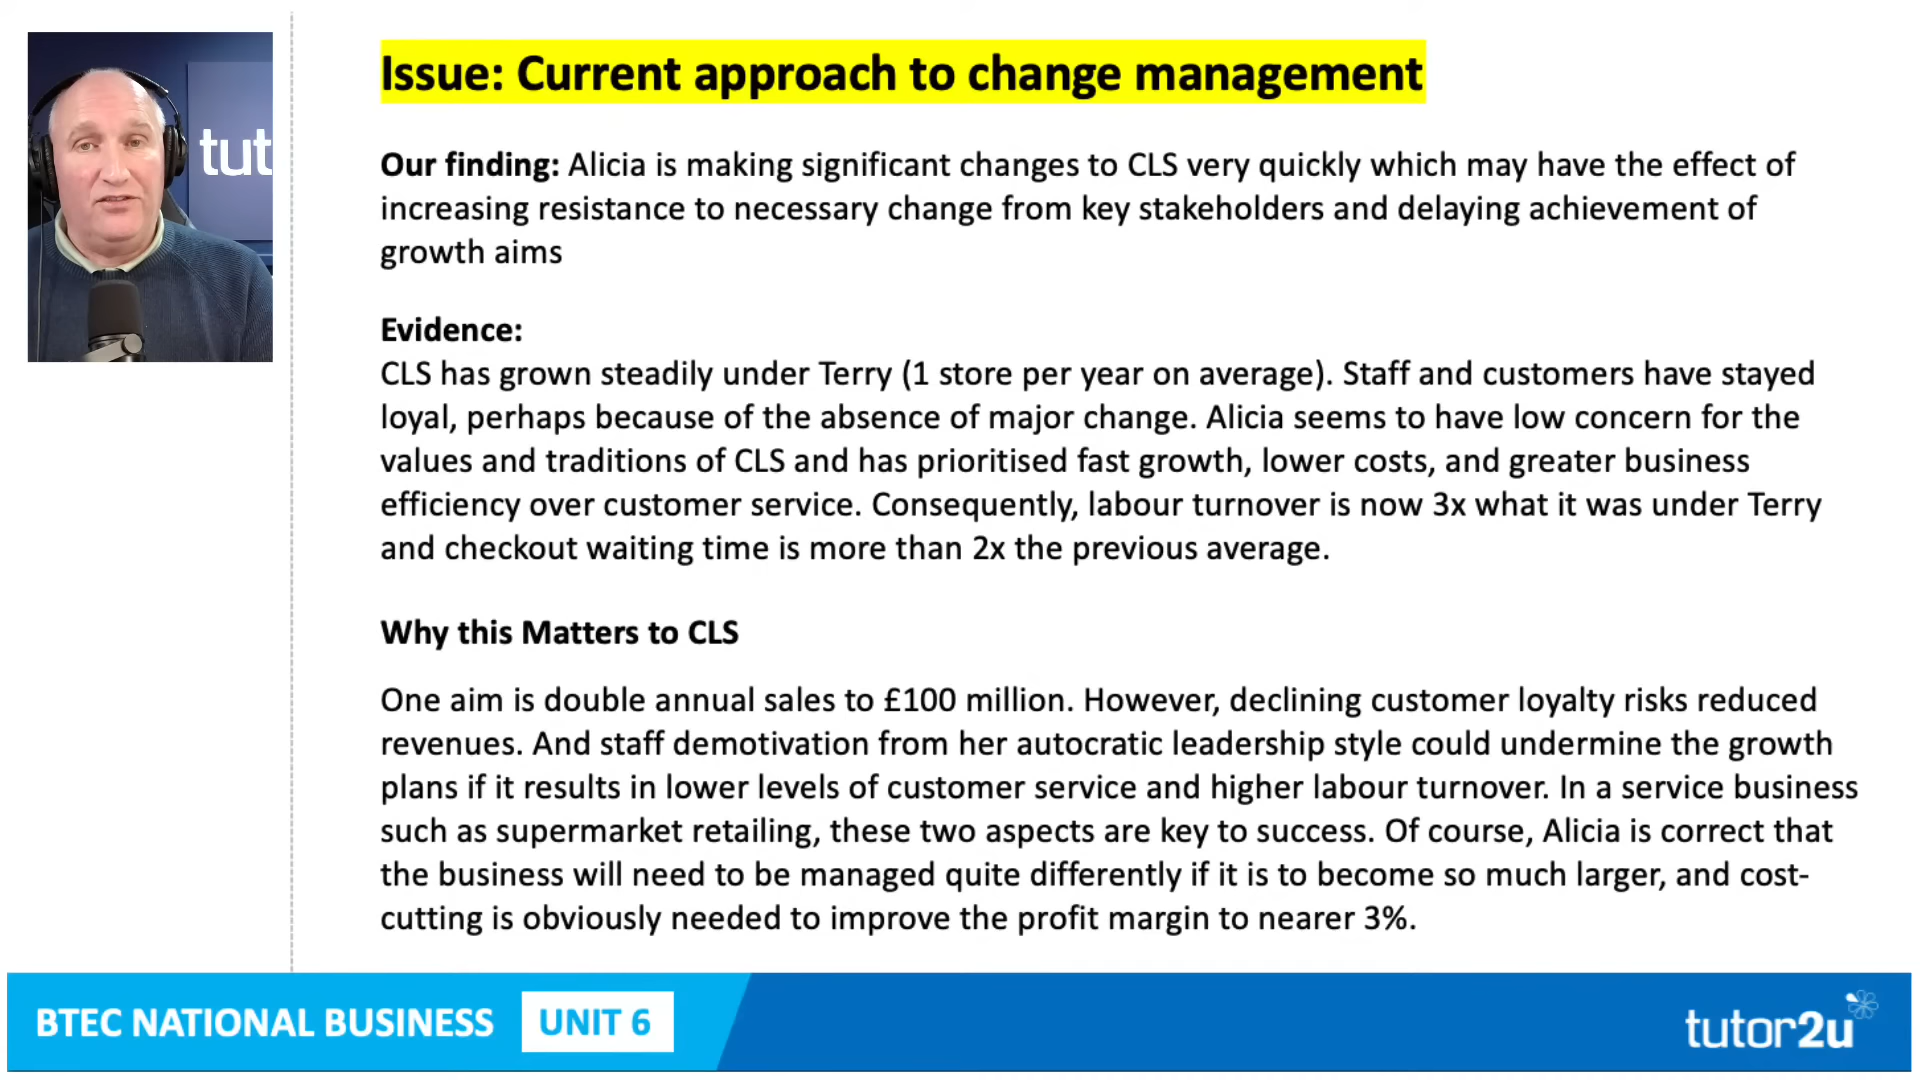 tut
Issue: Current approach to change management
Our finding: Alicia is making significant changes to CLS very quickly which may have the effect of
increasing resistance to necessary change from key stakeholders and delaying achievement of
growth aims
Evidence:
CLS has grown steadily under Terry (1 store per year on average). Staff and customers have stayed
loyal, perhaps because of the absence of major change. Alicia seems to have low concern for the
values and traditions of CLS and has prioritised fast growth, lower costs, and greater business
efficiency over customer service. Consequently, labour turnover is now 3x what it was under Terry
and checkout waiting time is more than 2x the previous average.
Why this Matters to CLS
One aim is double annual sales to £100 million. However, declining customer loyalty risks reduced
revenues. And staff demotivation from her autocratic leadership style could undermine the growth
plans if it results in lower levels of customer service and higher labour turnover. In a service business
such as supermarket retailing, these two aspects are key to success. Of course, Alicia is correct that
the business will need to be managed quite differently if it is to become so much larger, and cost-
cutting is obviously needed to improve the profit margin to nearer 3%.
BTEC NATIONAL BUSINESS UNIT 6
tutor2u